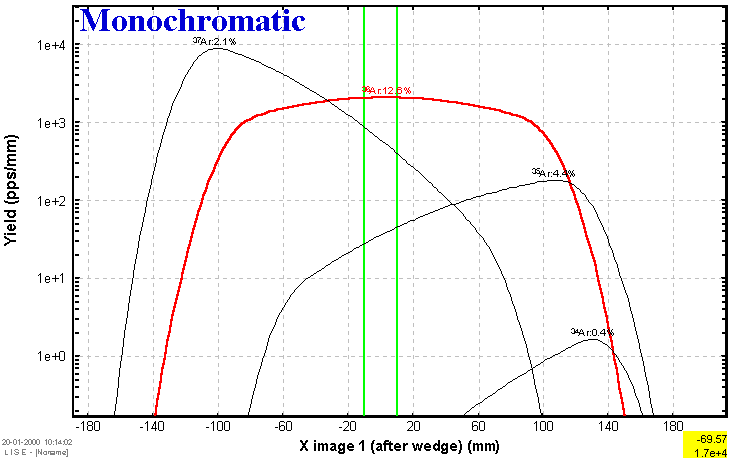 Monochromatic
1e+4
1e+3
1e+2
1e+1
1e+0
Yield (pps/mm)
37Ar:2.1%
36Ar:12.6%
35Ar:4.4%
34Ar:0.4%
-180 -140 -100 -60 -20 20 60 100 140 180
X image 1 (after wedge) (mm)
20-01-2000 10:14:02
L I S E - [Noname]
-69.57
1.7e+4